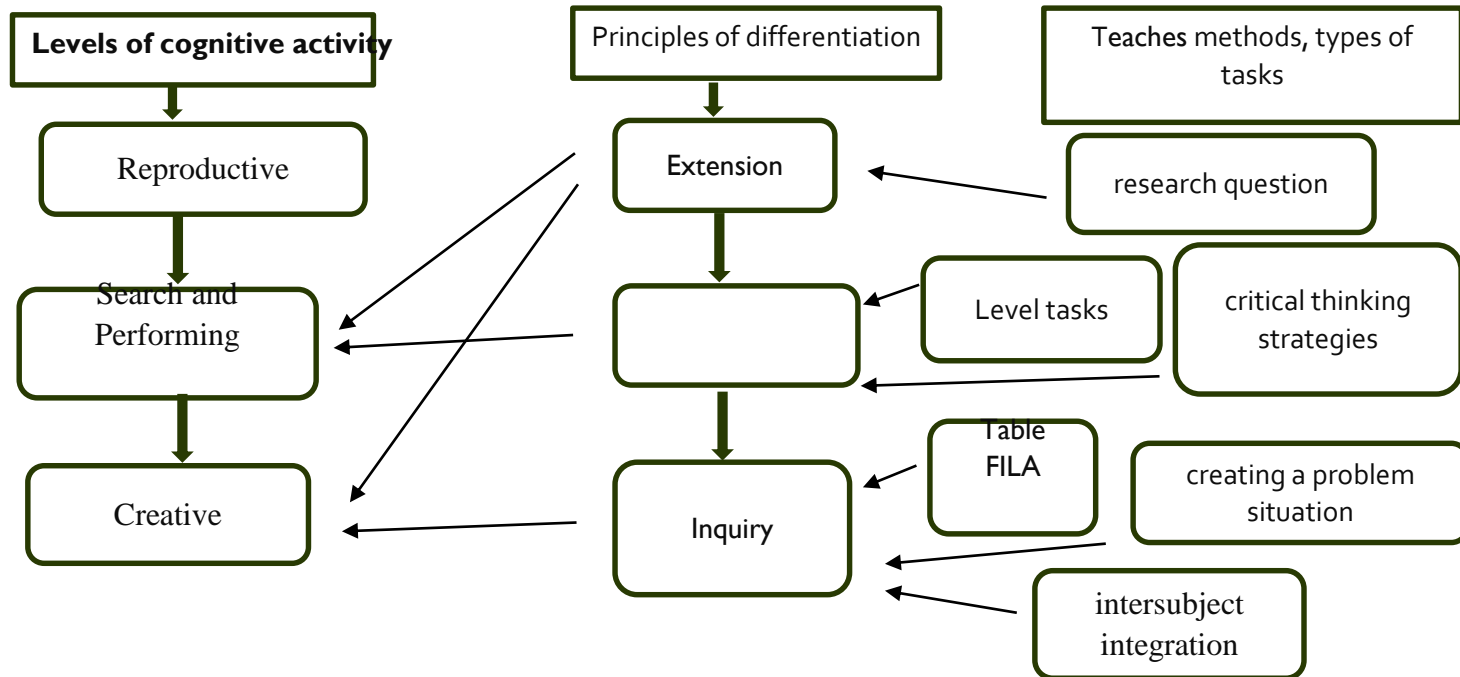 Levels of cognitive activity
Principles of differentiation
Teaches methods, types of
tasks
Reproductive
Extension
research question
Search and
Performing
Level tasks
critical thinking
strategies
Creative
Inquiry
Table
FILA
creating a problem
situation
intersubject
integration